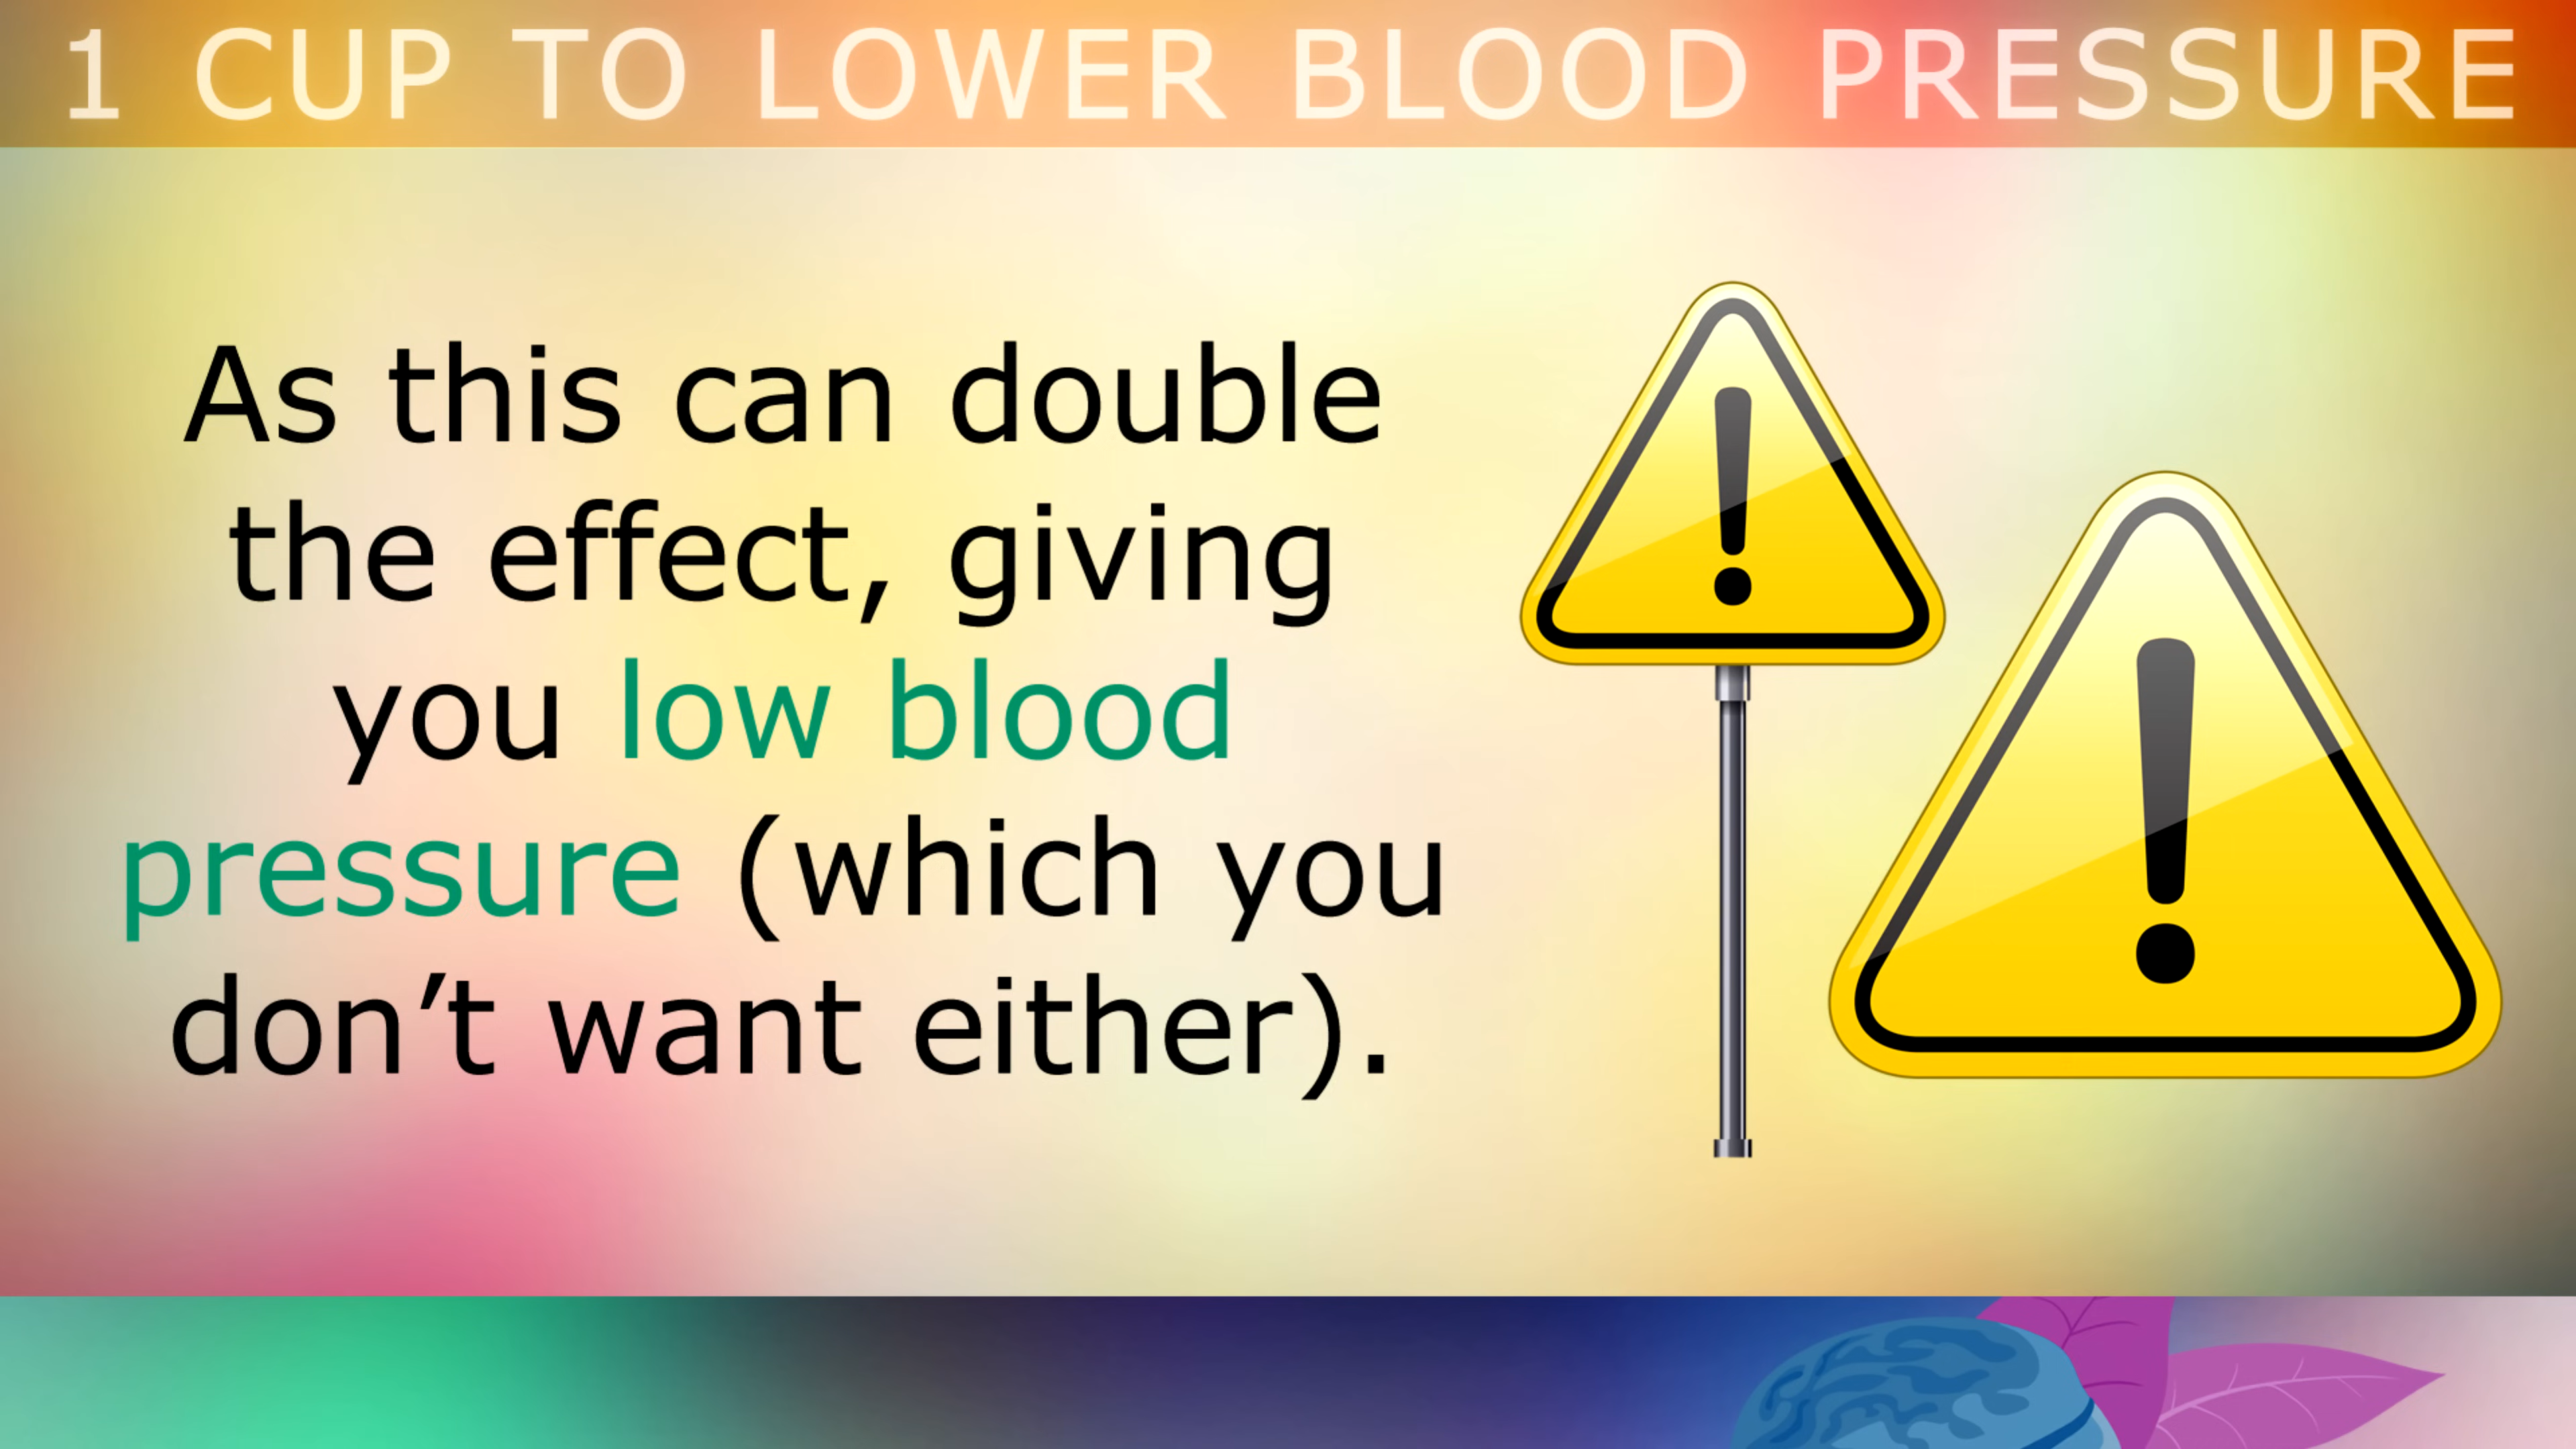 1 CUP TO LOWER BLOOD PRESSURE
As this can double
the effect, giving
you low blood
pressure (which you
don’t want either).